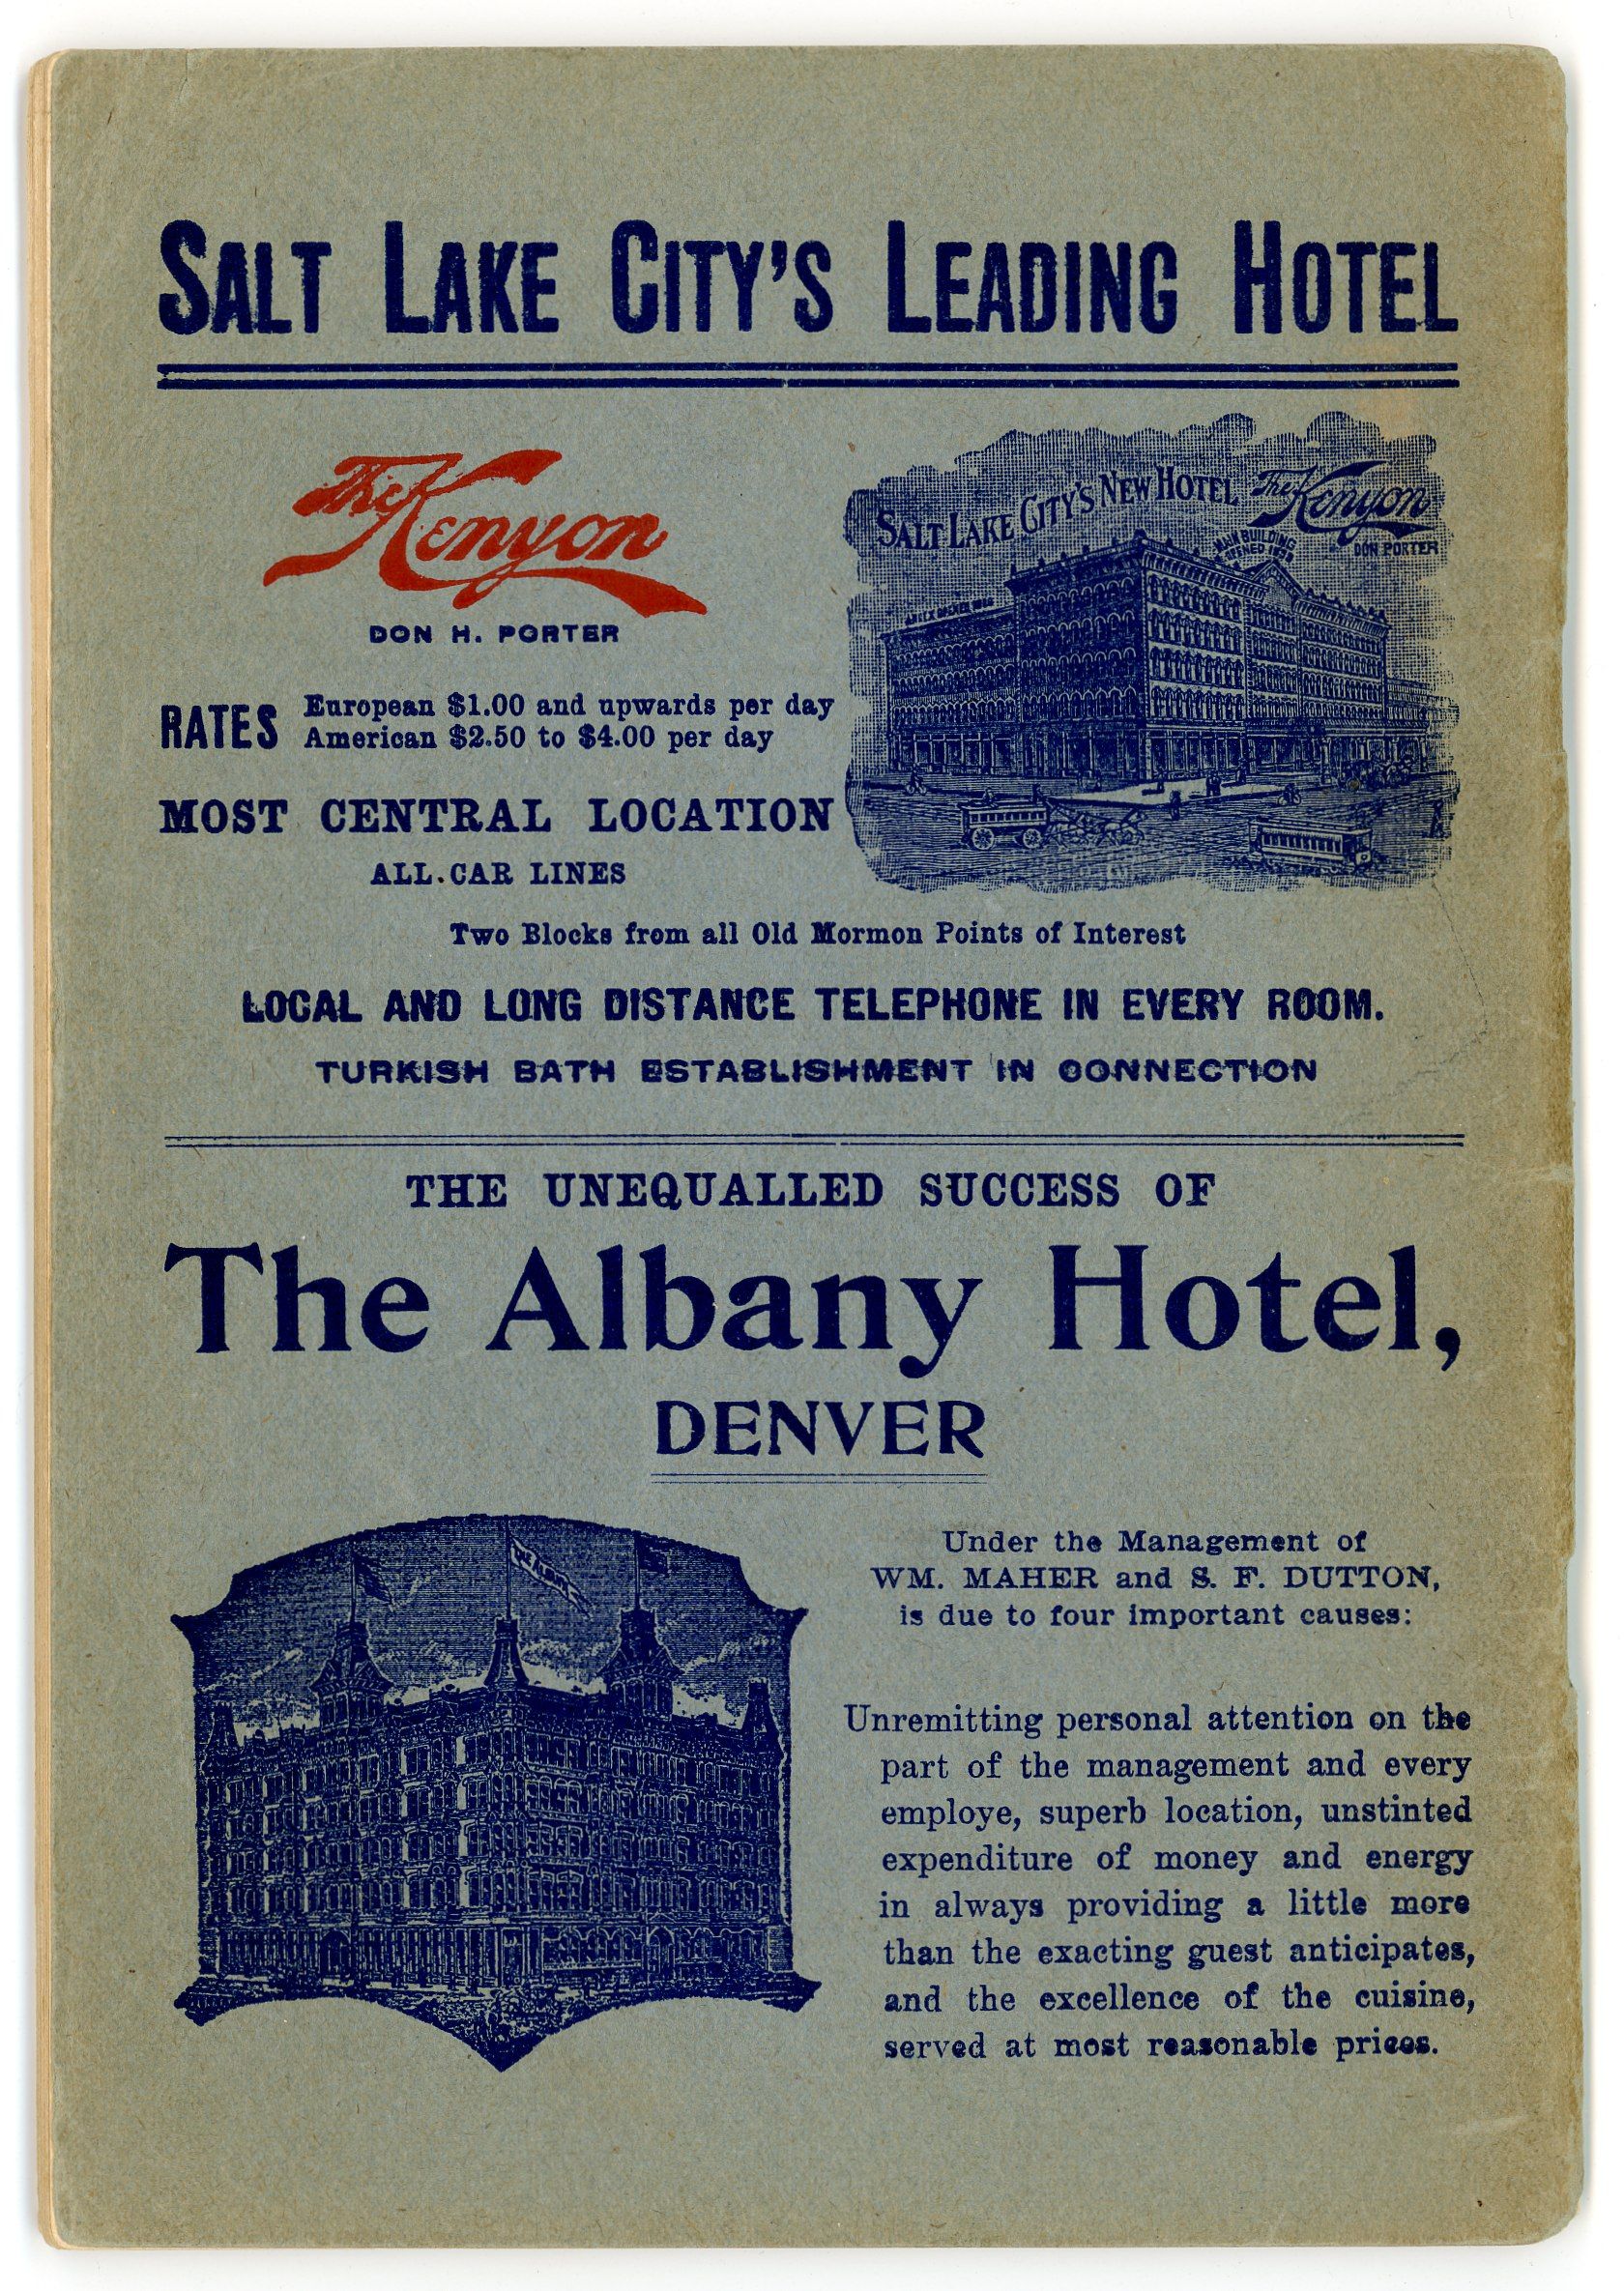 SALT LAKE CITY'S LEADING HOTEL
The Kenyon
DON H. PORTER
SALT LAKE CITY'S NEW HOTEL The Kenyon
MAIN BUILDING
OPENED
DON PORTER
ANNEX
RATES
European $1.00 and upwards per day
American $2.50 to $4.00 per day
MOST CENTRAL LOCATION
ALL CAR LINES
Two Blocks from all Old Mormon Points of Interest
LOCAL AND LONG DISTANCE TELEPHONE IN EVERY ROOM.
TURKISH BATH ESTABLISHMENT IN CONNECTION
THE UNEQUALLED SUCCESS OF
The Albany Hotel,
DENVER
THE ALBANY
Under the Management of
WM. MAHER and S. F. DUTTON,
is due to four important causes:
Unremitting personal attention on the
part of the management and every
employe, superb location, unstinted
expenditure of money and energy
in always providing a little more
than the exacting guest anticipates,
and the excellence of the cuisine,
served at most reasonable prices.